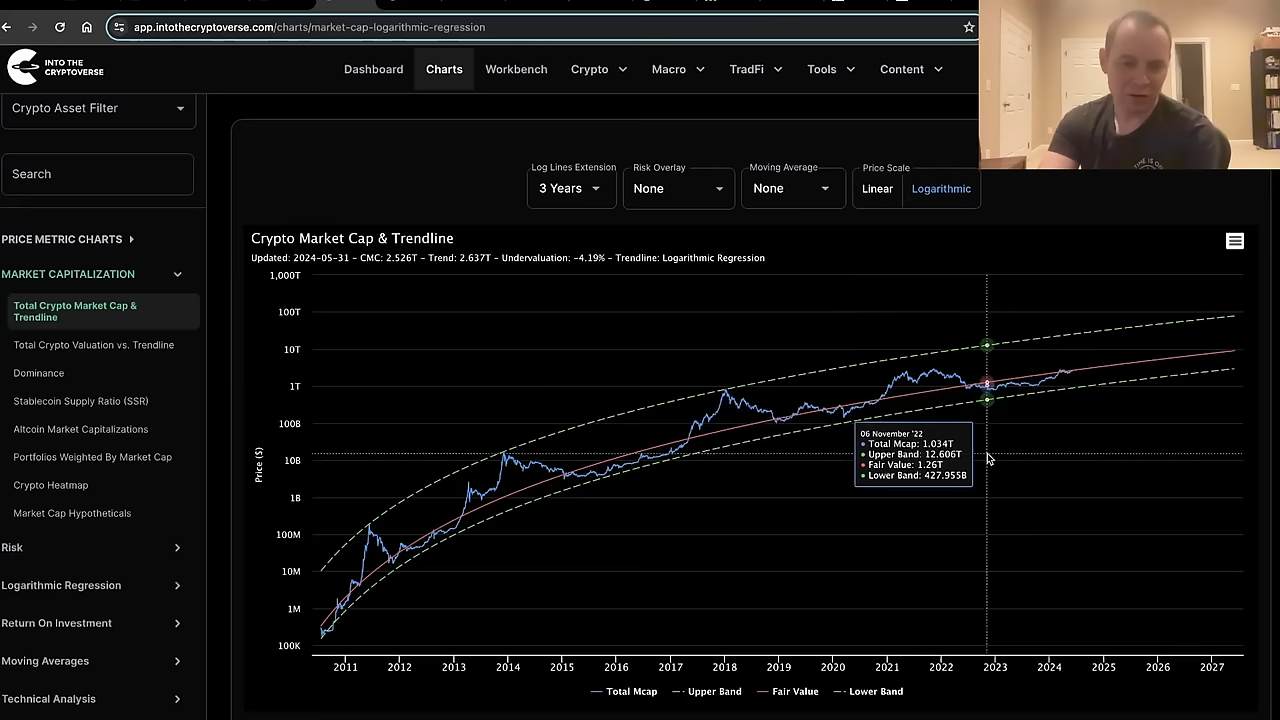 app.intothecryptoverse.com/charts/market-cap-logarithmic-regression
INTO THE
CRYPTOVERSE
Dashboard
Charts
Workbench
Crypto
Macro
TradFi
Tools
Content
Crypto Asset Filter
Search
PRICE METRIC CHARTS
MARKET CAPITALIZATION
Total Crypto Market Cap &
Trendline
Total Crypto Valuation vs. Trendline
Dominance
Stablecoin Supply Ratio (SSR)
Altcoin Market Capitalizations
Portfolios Weighted By Market Cap
Crypto Heatmap
Market Cap Hypotheticals
Risk
Logarithmic Regression
Return On Investment
Moving Averages
Technical Analysis
Log Lines Extension
3 Years
Risk Overlay
None
Moving Average
None
Price Scale
Linear
Logarithmic
Crypto Market Cap & Trendline
Updated: 2024-05-31 - CMC: 2.526T - Trend: 2.637T - Undervaluation: -4.19% - Trendline: Logarithmic Regression
Price ($)
1,000T
100T
10T
1T
100B
10B
1B
100M
10M
1M
100K
06 November '22
Total Mcap: 1.034T
Upper Band: 12.606T
Fair Value: 1.26T
Lower Band: 427.955B
2011 2012 2013 2014 2015 2016 2017 2018 2019 2020 2021 2022 2023 2024 2025 2026 2027
Total Mcap
Upper Band
Fair Value
Lower Band